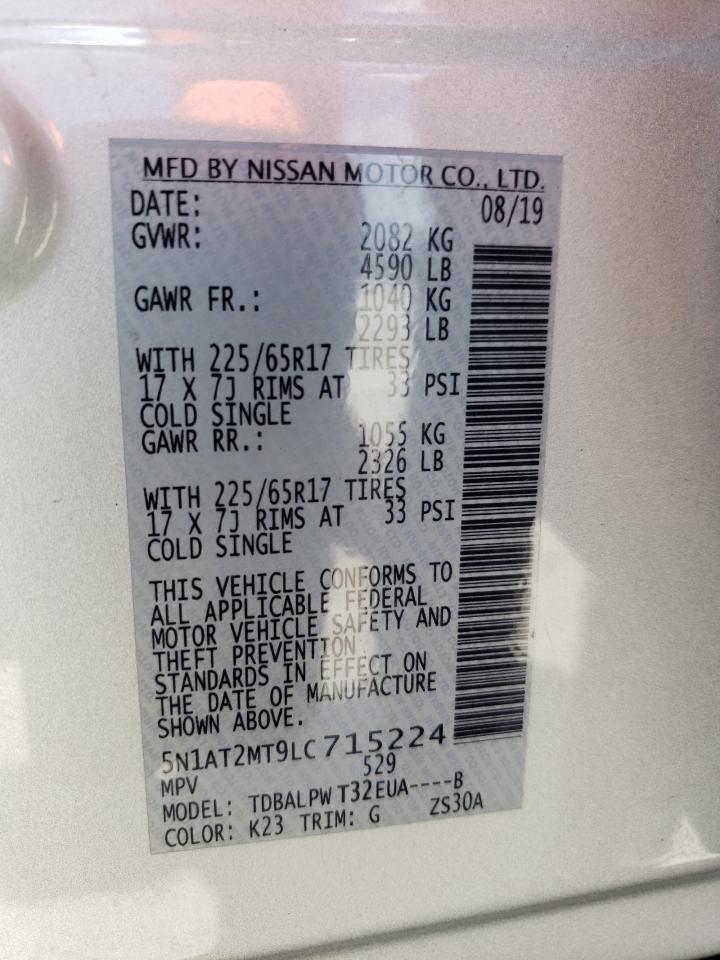 MFD BY NISSAN MOTOR CO., LTD.
DATE: 08/19
GVWR: 2082 KG
4590 LB
GAWR FR.: 1040 KG
2293 LB
WITH 225/65R17 TIRES
17 X 7J RIMS AT 33 PSI
COLD SINGLE
GAWR RR.: 1055 KG
2326 LB
WITH 225/65R17 TIRES
17 X 7J RIMS AT 33 PSI
COLD SINGLE
THIS VEHICLE CONFORMS TO
ALL APPLICABLE FEDERAL
MOTOR VEHICLE SAFETY AND
THEFT PREVENTION
STANDARDS IN EFFECT ON
THE DATE OF MANUFACTURE
SHOWN ABOVE.
5N1AT2MT9LC715224
MPV 529
MODEL: TDBALPW T32EUA----B
COLOR: K23 TRIM: G ZS30A